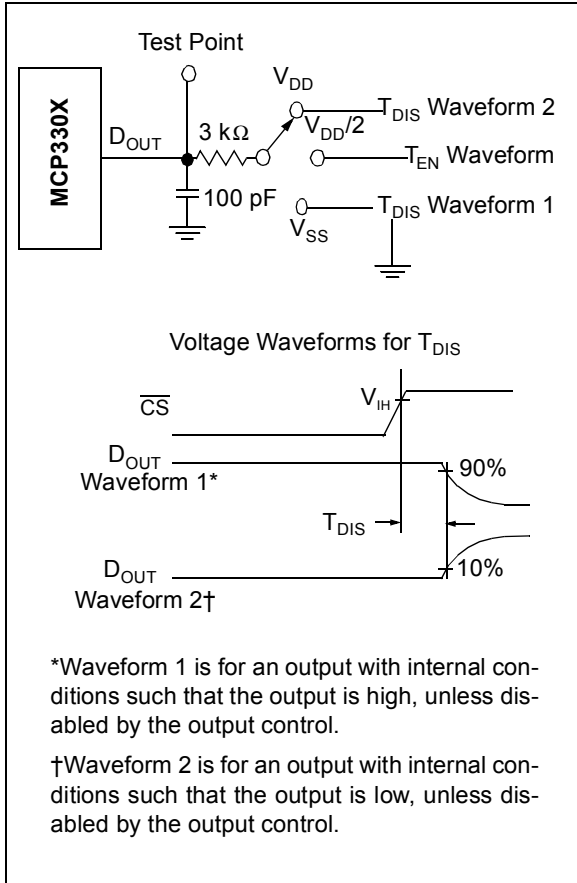 Test Point
MCP330X
DOUT
3 kΩ
100 pF
VDD
VDD/2
VSS
TDIS Waveform 2
TEN Waveform
TDIS Waveform 1
Voltage Waveforms for TDIS
CS
VIH
DOUT
Waveform 1*
90%
TDIS
DOUT
Waveform 2†
10%
*Waveform 1 is for an output with internal con-
ditions such that the output is high, unless dis-
abled by the output control.
†Waveform 2 is for an output with internal con-
ditions such that the output is low, unless dis-
abled by the output control.